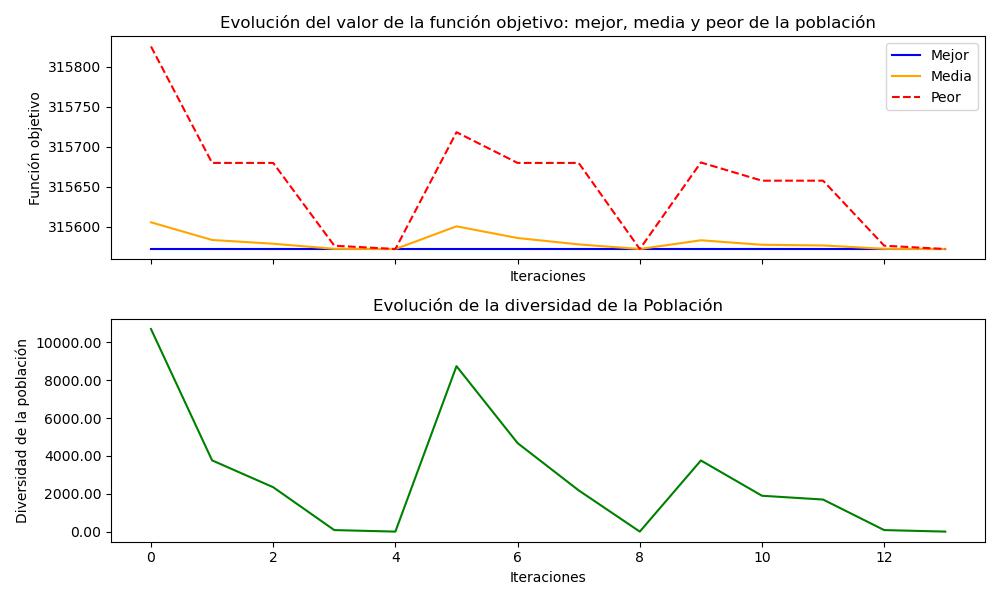 Evolución del valor de la función objetivo: mejor, media y peor de la población
Función objetivo
315800
315750
315700
315650
315600
Mejor
Media
Peor
Iteraciones
Evolución de la diversidad de la Población
Diversidad de la población
10000.00
8000.00
6000.00
4000.00
2000.00
0.00
0 2 4 6 8 10 12
Iteraciones